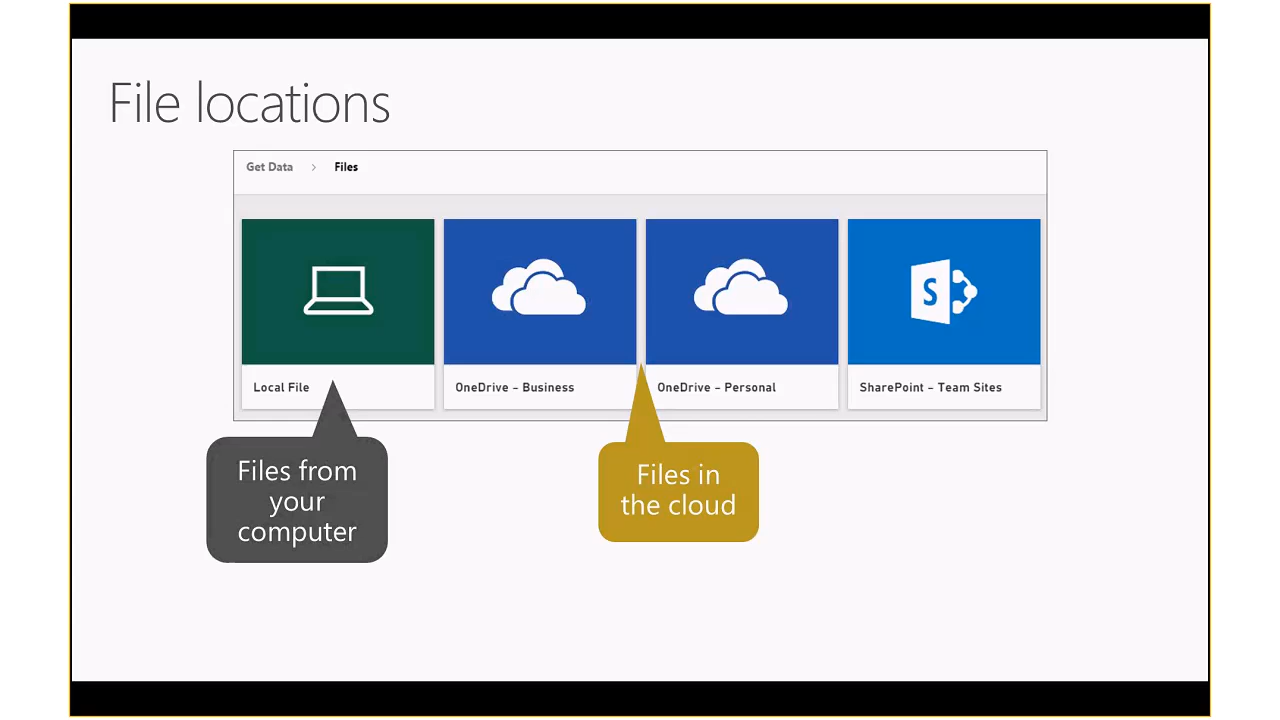 File locations
Get Data > Files
Local File
OneDrive – Business
OneDrive – Personal
SharePoint – Team Sites
S
Files from
your
computer
Files in
the cloud